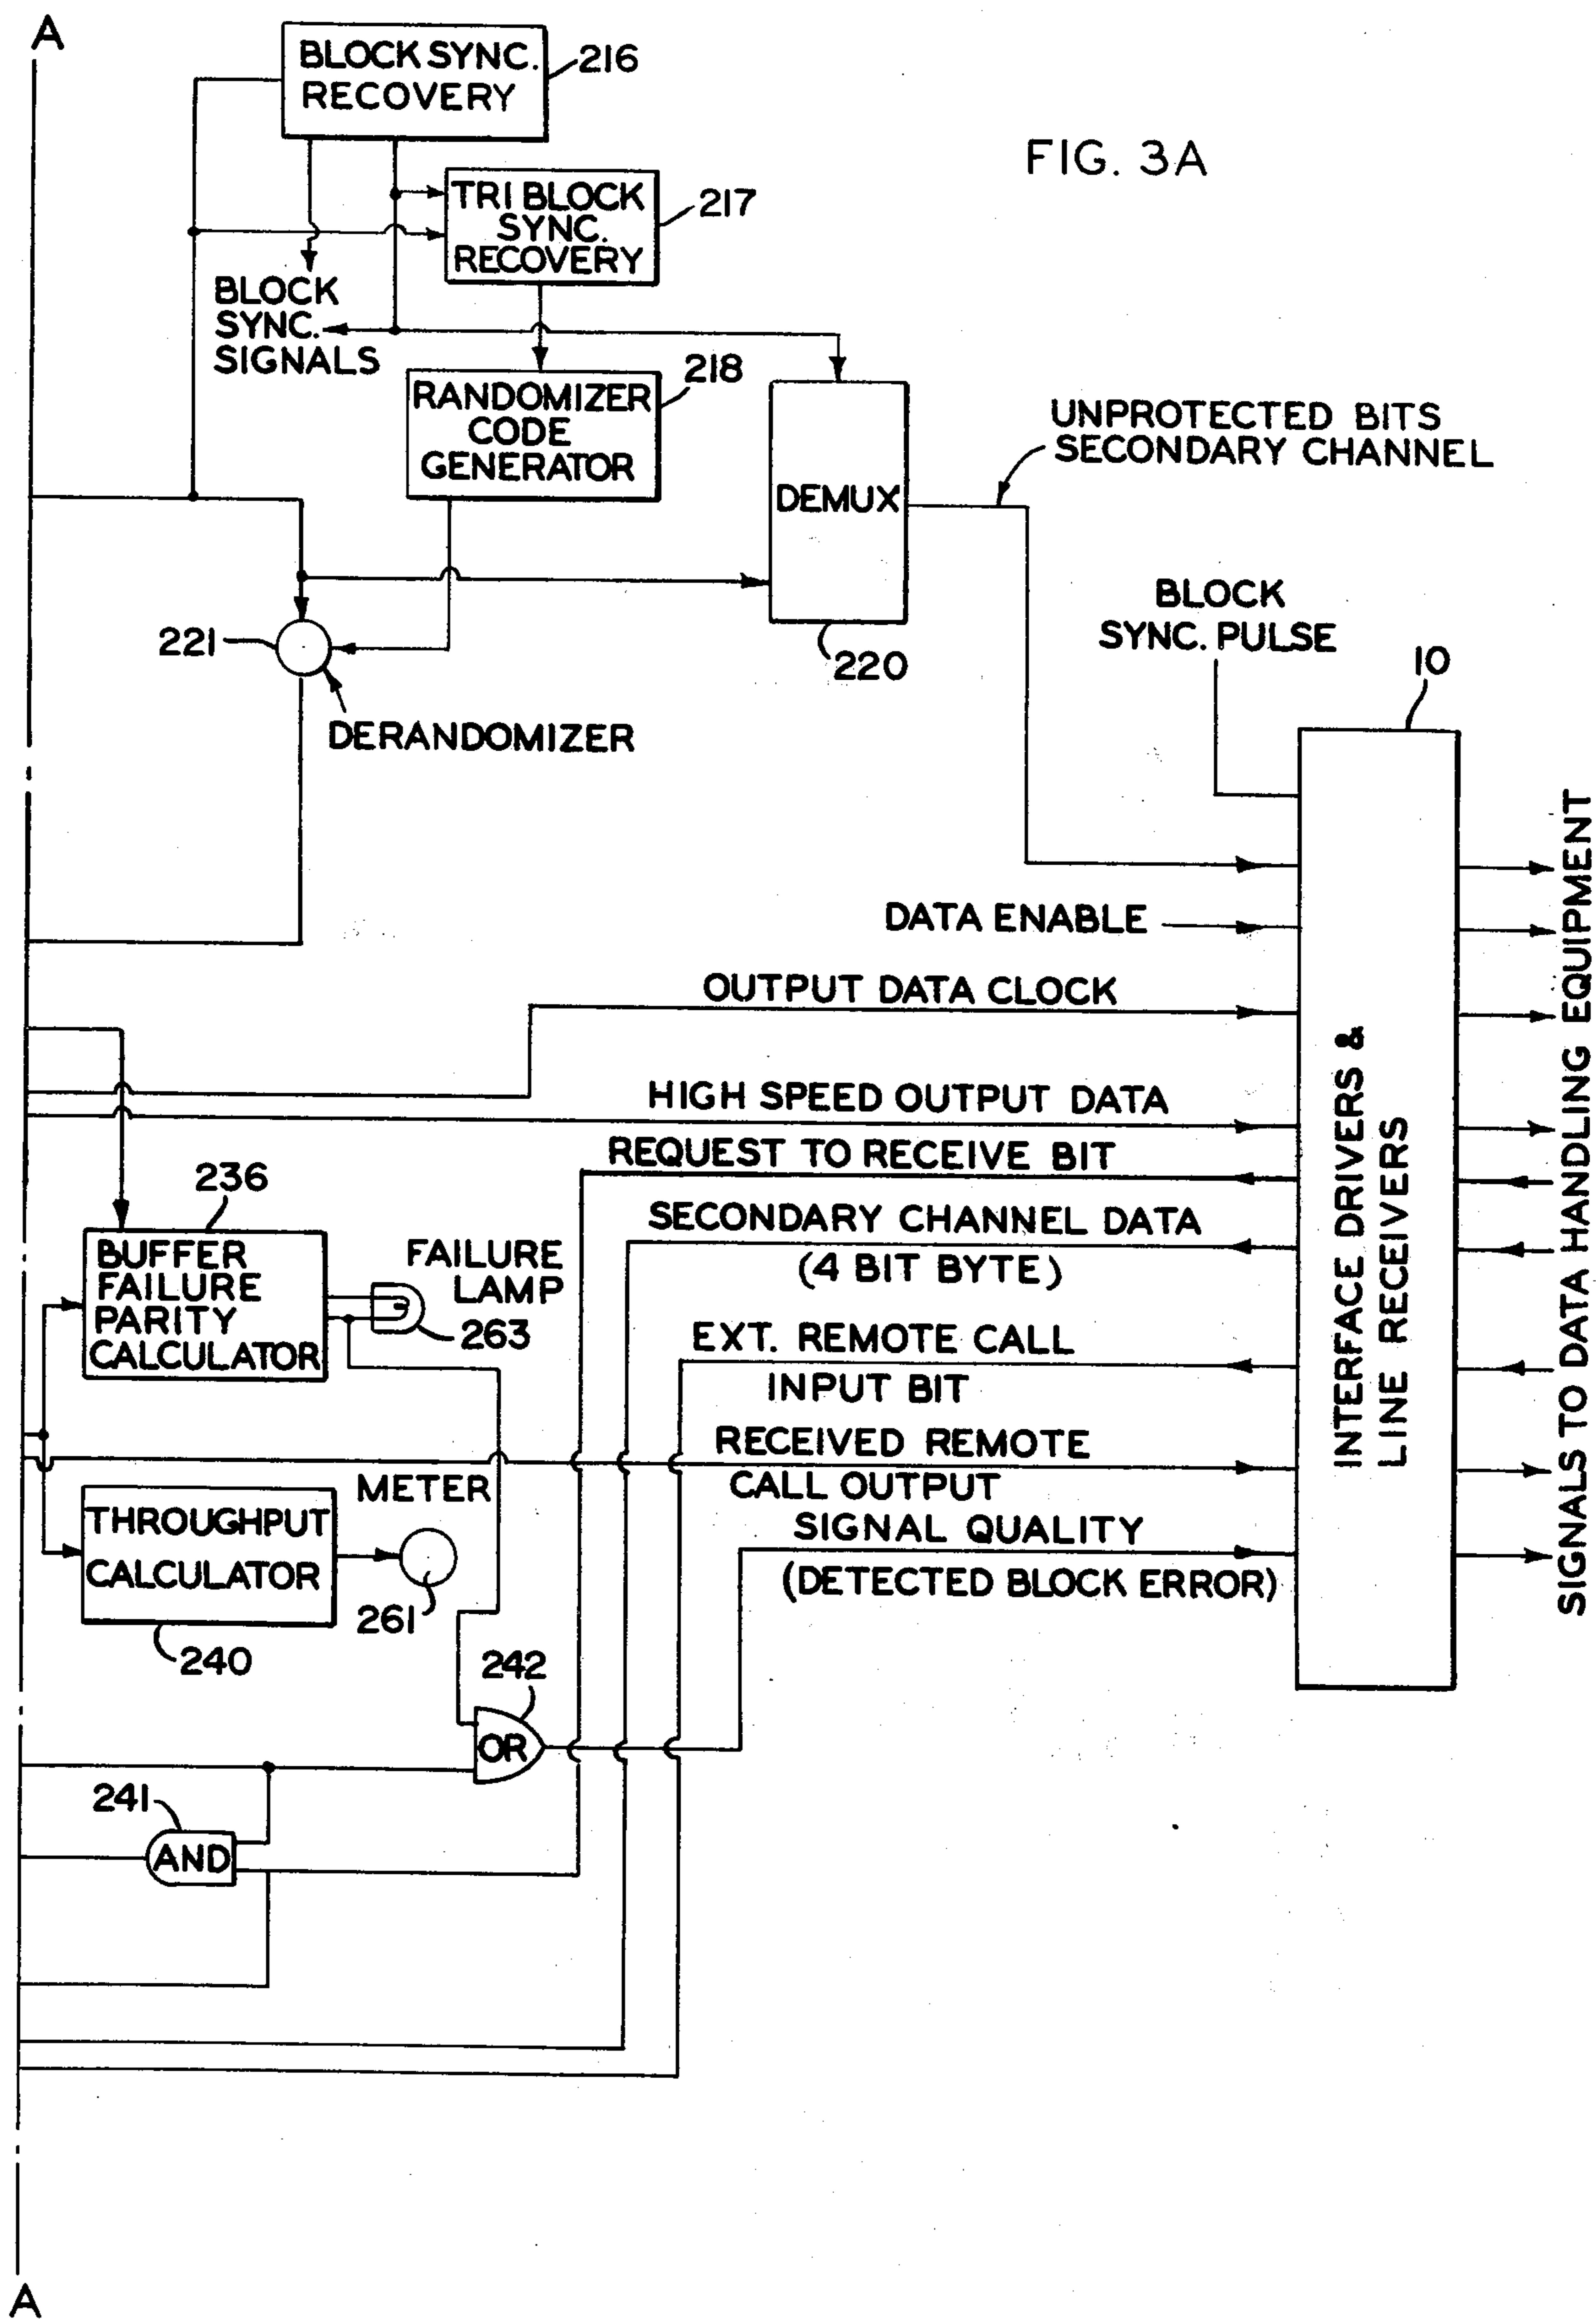 A
BLOCK SYNC.
RECOVERY
216
FIG. 3A
TRI BLOCK
SYNC.
RECOVERY
217
BLOCK
SYNC.
SIGNALS
218
RANDOMIZER
CODE
GENERATOR
UNPROTECTED BITS
SECONDARY CHANNEL
DEMUX
220
BLOCK
SYNC. PULSE
10
221
DERANDOMIZER
DATA ENABLE
OUTPUT DATA CLOCK
HIGH SPEED OUTPUT DATA
REQUEST TO RECEIVE BIT
236
SECONDARY CHANNEL DATA
(4 BIT BYTE)
BUFFER
FAILURE
PARITY
CALCULATOR
FAILURE
LAMP
263
EXT. REMOTE CALL
INPUT BIT
RECEIVED REMOTE
CALL OUTPUT
METER
THROUGHPUT
CALCULATOR
261
240
SIGNAL QUALITY
(DETECTED BLOCK ERROR)
INTERFACE DRIVERS &
LINE RECEIVERS
SIGNALS TO DATA HANDLING EQUIPMENT
242
OR
241
AND
A